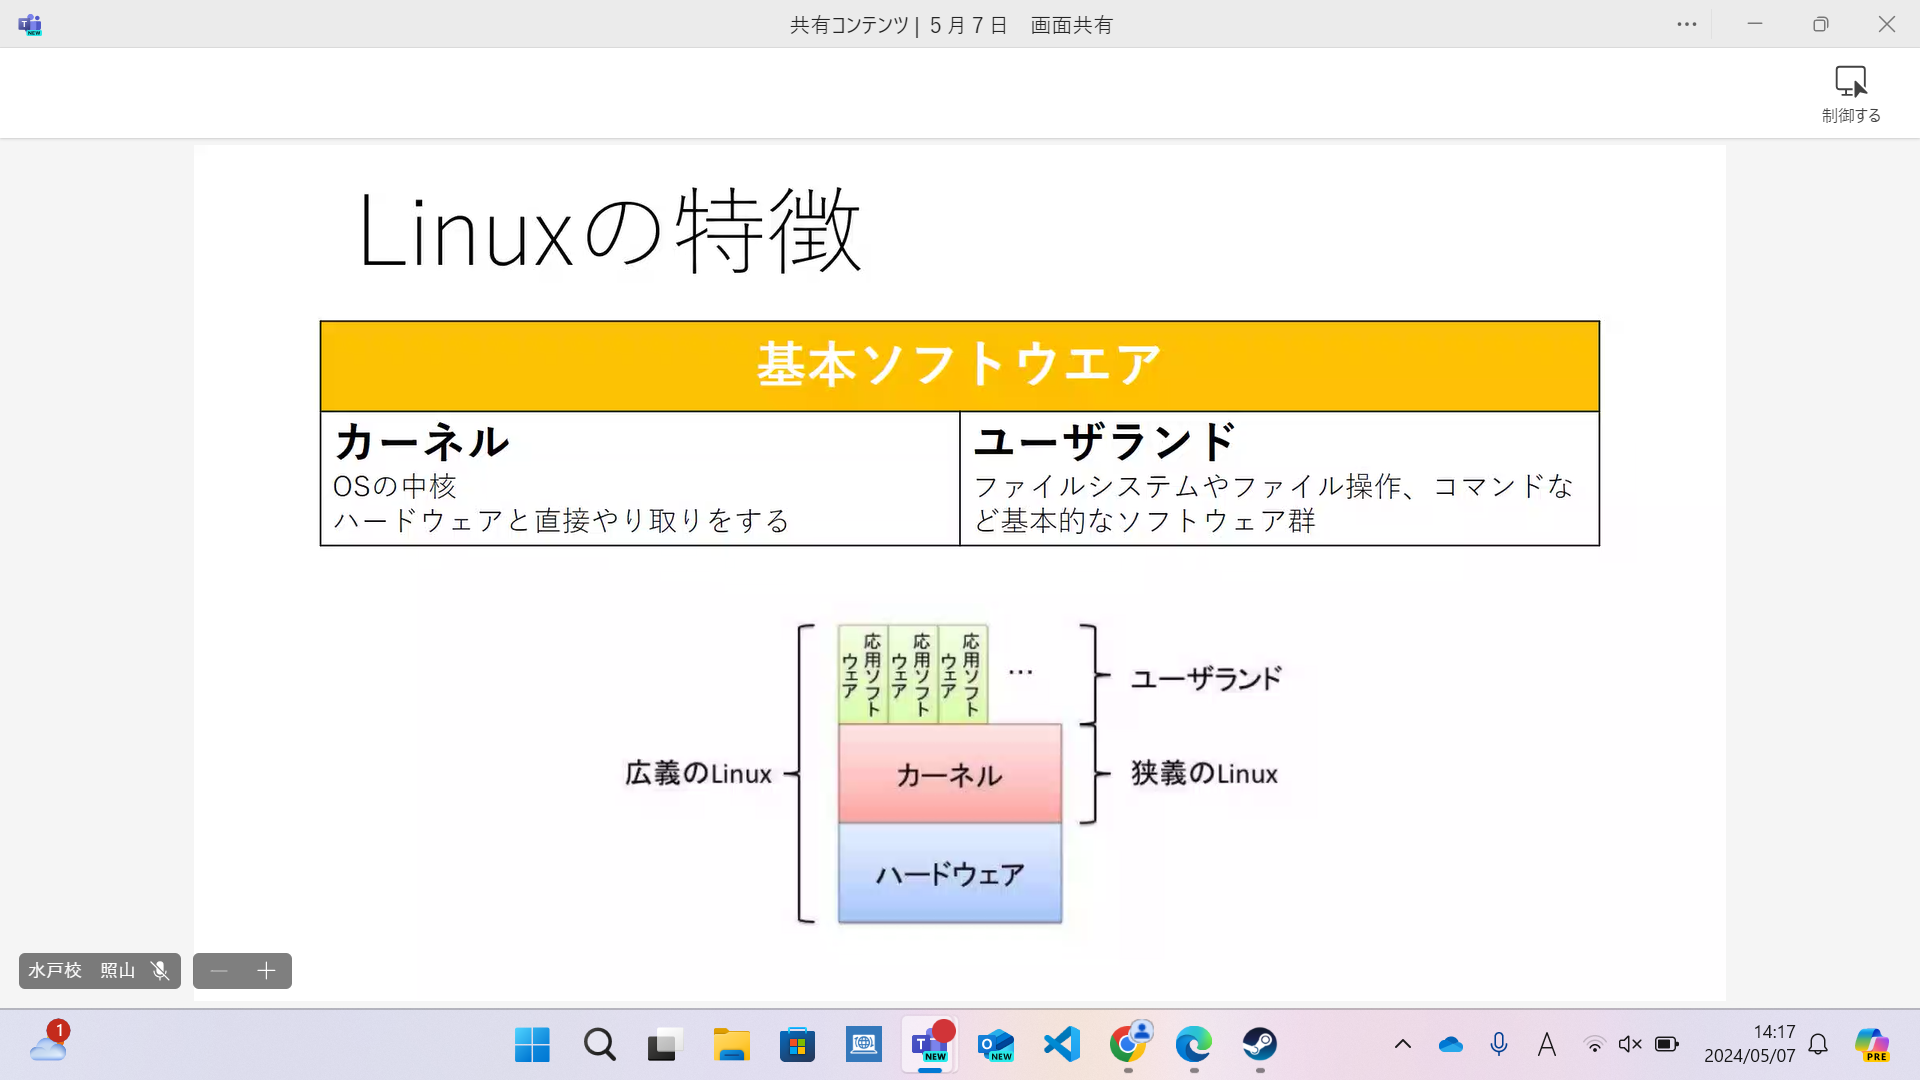 共有コンテンツ | 5月7日　画面共有
制御する
Linuxの特徴
基本ソフトウエア
カーネル
OSの中核
ハードウェアと直接やり取りをする
ユーザランド
ファイルシステムやファイル操作、コマンドな
ど基本的なソフトウェア群
応用ソフト
ウェア
応用ソフト
ウェア
応用ソフト
ウェア
…
ユーザランド
広義のLinux
カーネル
狭義のLinux
ハードウェア
水戸校　照山
1
T
NEW
O
NEW
A
14:17
2024/05/07
PRE